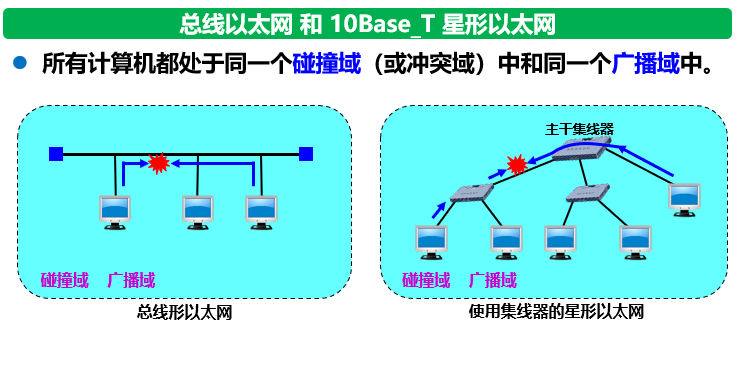 总线以太网 和 10Base_T 星形以太网
所有计算机都处于同一个碰撞域（或冲突域）中和同一个广播域中。
主干集线器
碰撞域 广播域
碰撞域 广播域
总线形以太网
使用集线器的星形以太网